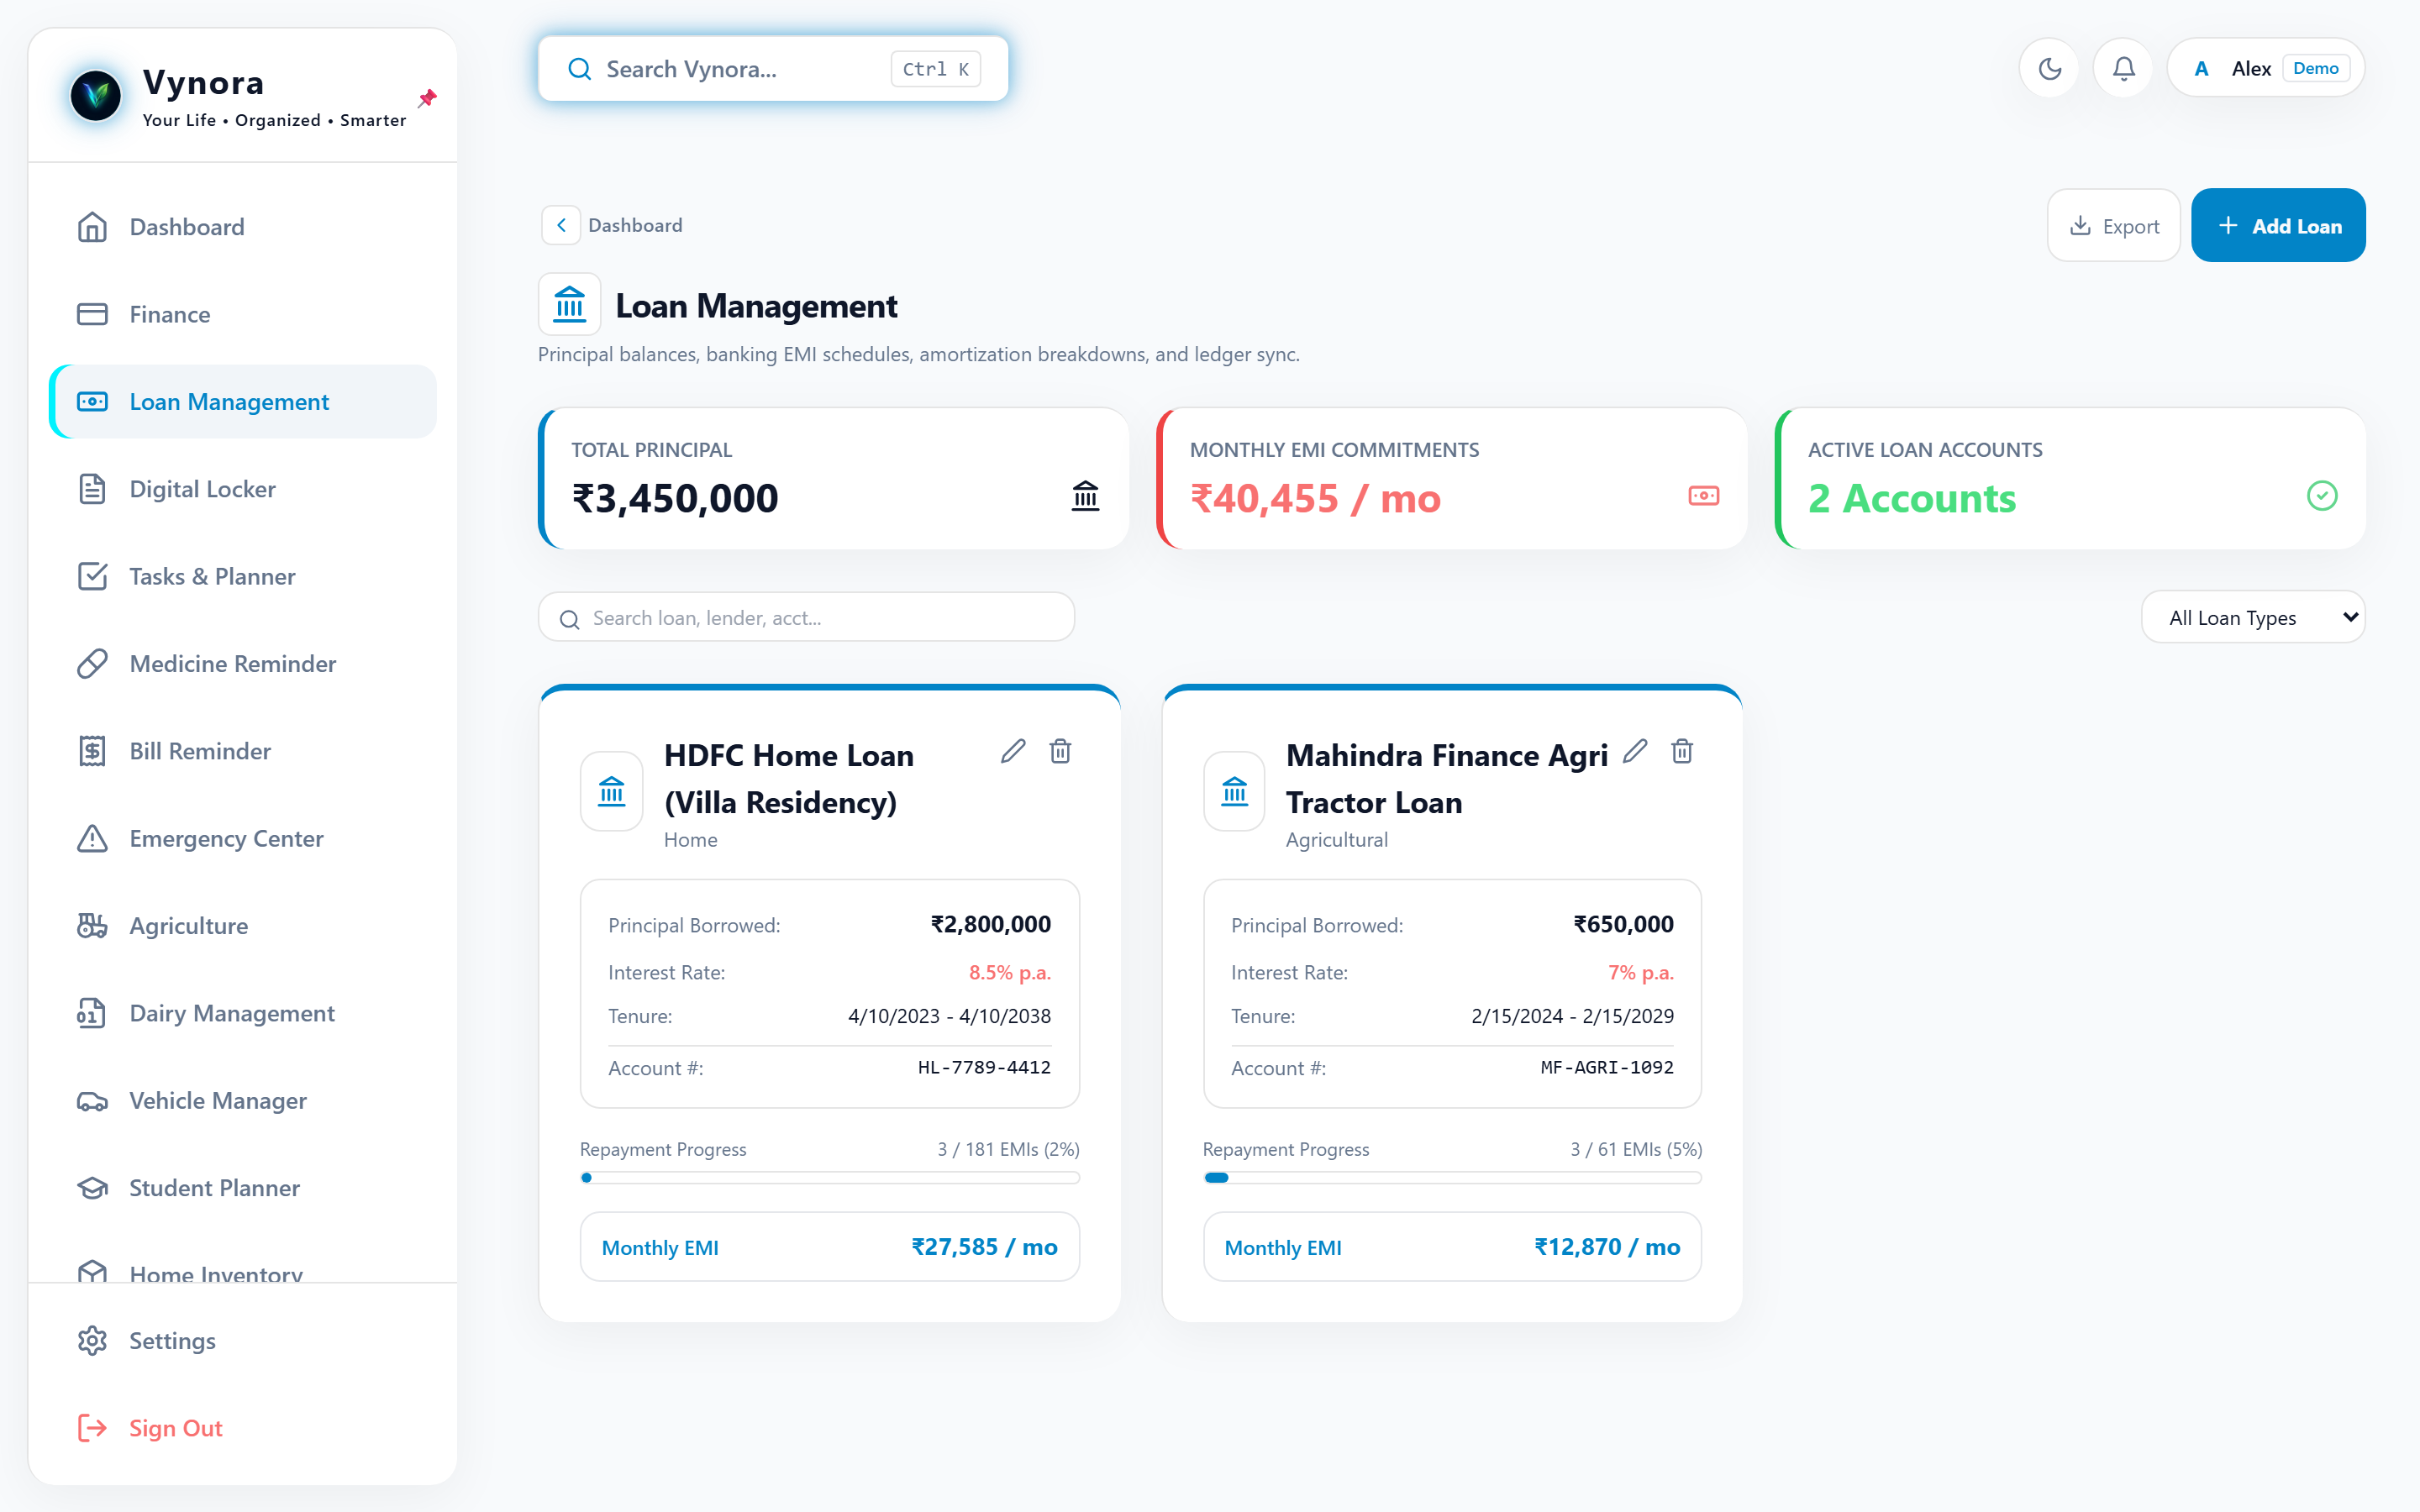 Vynora
Your Life • Organized • Smarter
Dashboard
Finance
Loan Management
Digital Locker
Tasks & Planner
Medicine Reminder
Bill Reminder
Emergency Center
Agriculture
Dairy Management
Vehicle Manager
Student Planner
Home Inventory
Settings
Sign Out
Search Vynora...
Ctrl K
A
Alex
Demo
Dashboard
Export
Add Loan
Loan Management
Principal balances, banking EMI schedules, amortization breakdowns, and ledger sync.
TOTAL PRINCIPAL
₹3,450,000
MONTHLY EMI COMMITMENTS
₹40,455 / mo
ACTIVE LOAN ACCOUNTS
2 Accounts
Search loan, lender, acct...
All Loan Types
HDFC Home Loan
(Villa Residency)
Home
Principal Borrowed: ₹2,800,000
Interest Rate: 8.5% p.a.
Tenure: 4/10/2023 - 4/10/2038
Account #: HL-7789-4412
Repayment Progress 3 / 181 EMIs (2%)
Monthly EMI ₹27,585 / mo
Mahindra Finance Agri
Tractor Loan
Agricultural
Principal Borrowed: ₹650,000
Interest Rate: 7% p.a.
Tenure: 2/15/2024 - 2/15/2029
Account #: MF-AGRI-1092
Repayment Progress 3 / 61 EMIs (5%)
Monthly EMI ₹12,870 / mo